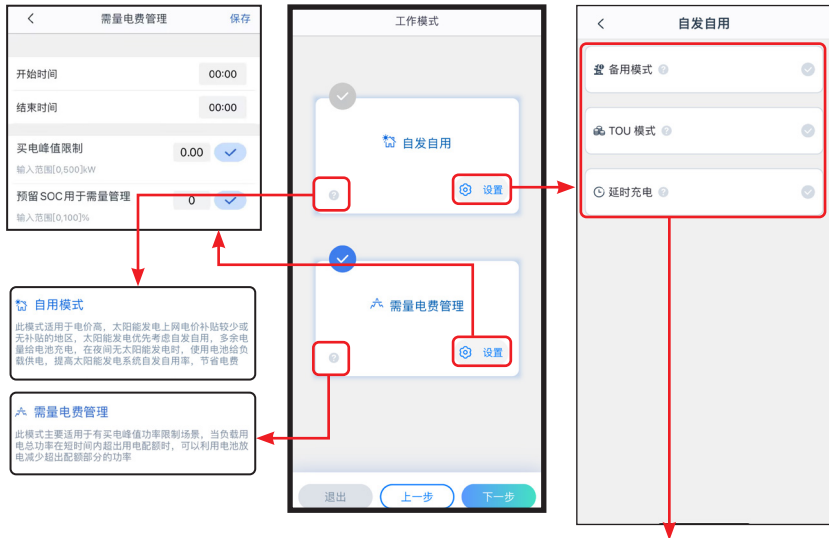 需量电费管理
保存
开始时间
00:00
结束时间
00:00
买电峰值限制
0.00
输入范围[0,500]kW
预留SOC用于需量管理
0
输入范围[0,100]%
自用模式
此模式适用于电价高，太阳能发电上网电价补贴较少或
无补贴的地区，太阳能发电优先考虑自发自用，多余电
量给电池充电，在夜间无太阳能发电时，使用电池给负
载供电，提高太阳能发电系统自发自用率，节省电费
需量电费管理
此模式主要适用于有买电峰值功率限制场景，当负载用
电总功率在短时间内超出用电配额时，可以利用电池放
电减少超出配额部分的功率
工作模式
自发自用
?
设置
需量电费管理
?
设置
退出
上一步
下一步
自发自用
备用模式 ?
TOU 模式 ?
延时充电 ?